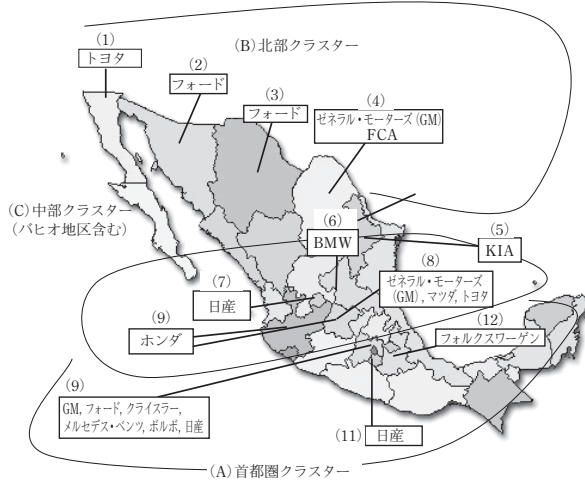 (B)北部クラスター
(1)
トヨタ
(2)
フォード
(3)
フォード
(4)
ゼネラル・モーターズ(GM)
FCA
(C)中部クラスター
(バヒオ地区含む)
(6)
BMW
(5)
KIA
(7)
日産
(8)
ゼネラル・モーターズ
(GM),マツダ,トヨタ
(9)
ホンダ
(12)
フォルクスワーゲン
(9)
GM,フォード,クライスラー,
メルセデス・ベンツ,ボルボ,日産
(11)
日産
(A)首都圏クラスター